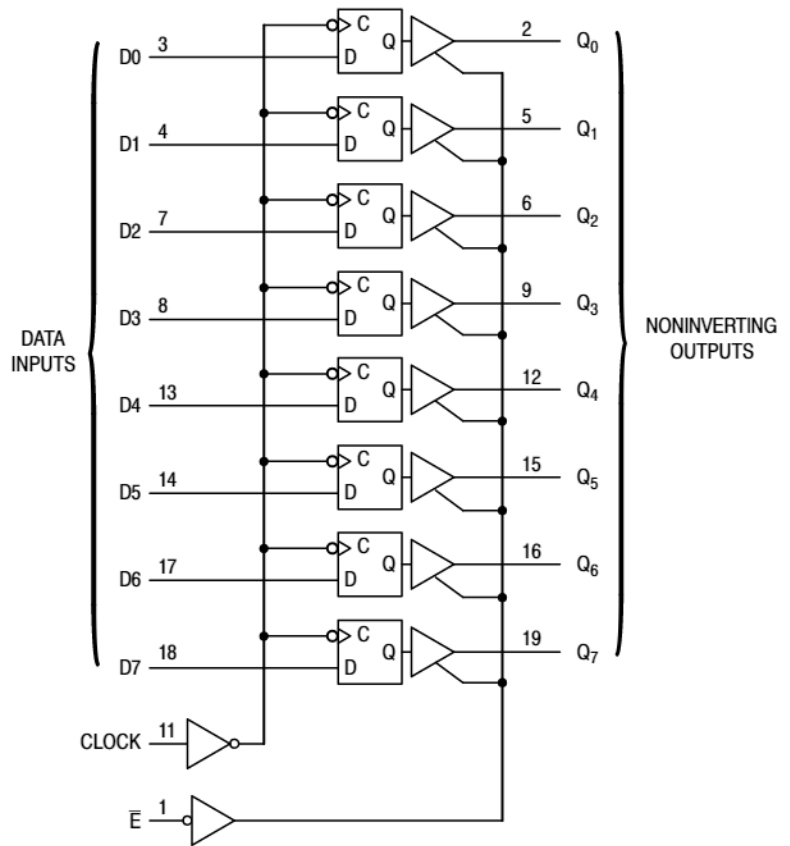 C
Q
D
2
Q0
D0
3
C
Q
D
5
Q1
D1
4
C
Q
D
6
Q2
D2
7
C
Q
D
9
Q3
D3
8
DATA
INPUTS
NONINVERTING
OUTPUTS
C
Q
D
12
Q4
D4
13
C
Q
D
15
Q5
D5
14
C
Q
D
16
Q6
D6
17
C
Q
D
19
Q7
D7
18
CLOCK
11
E̅
1